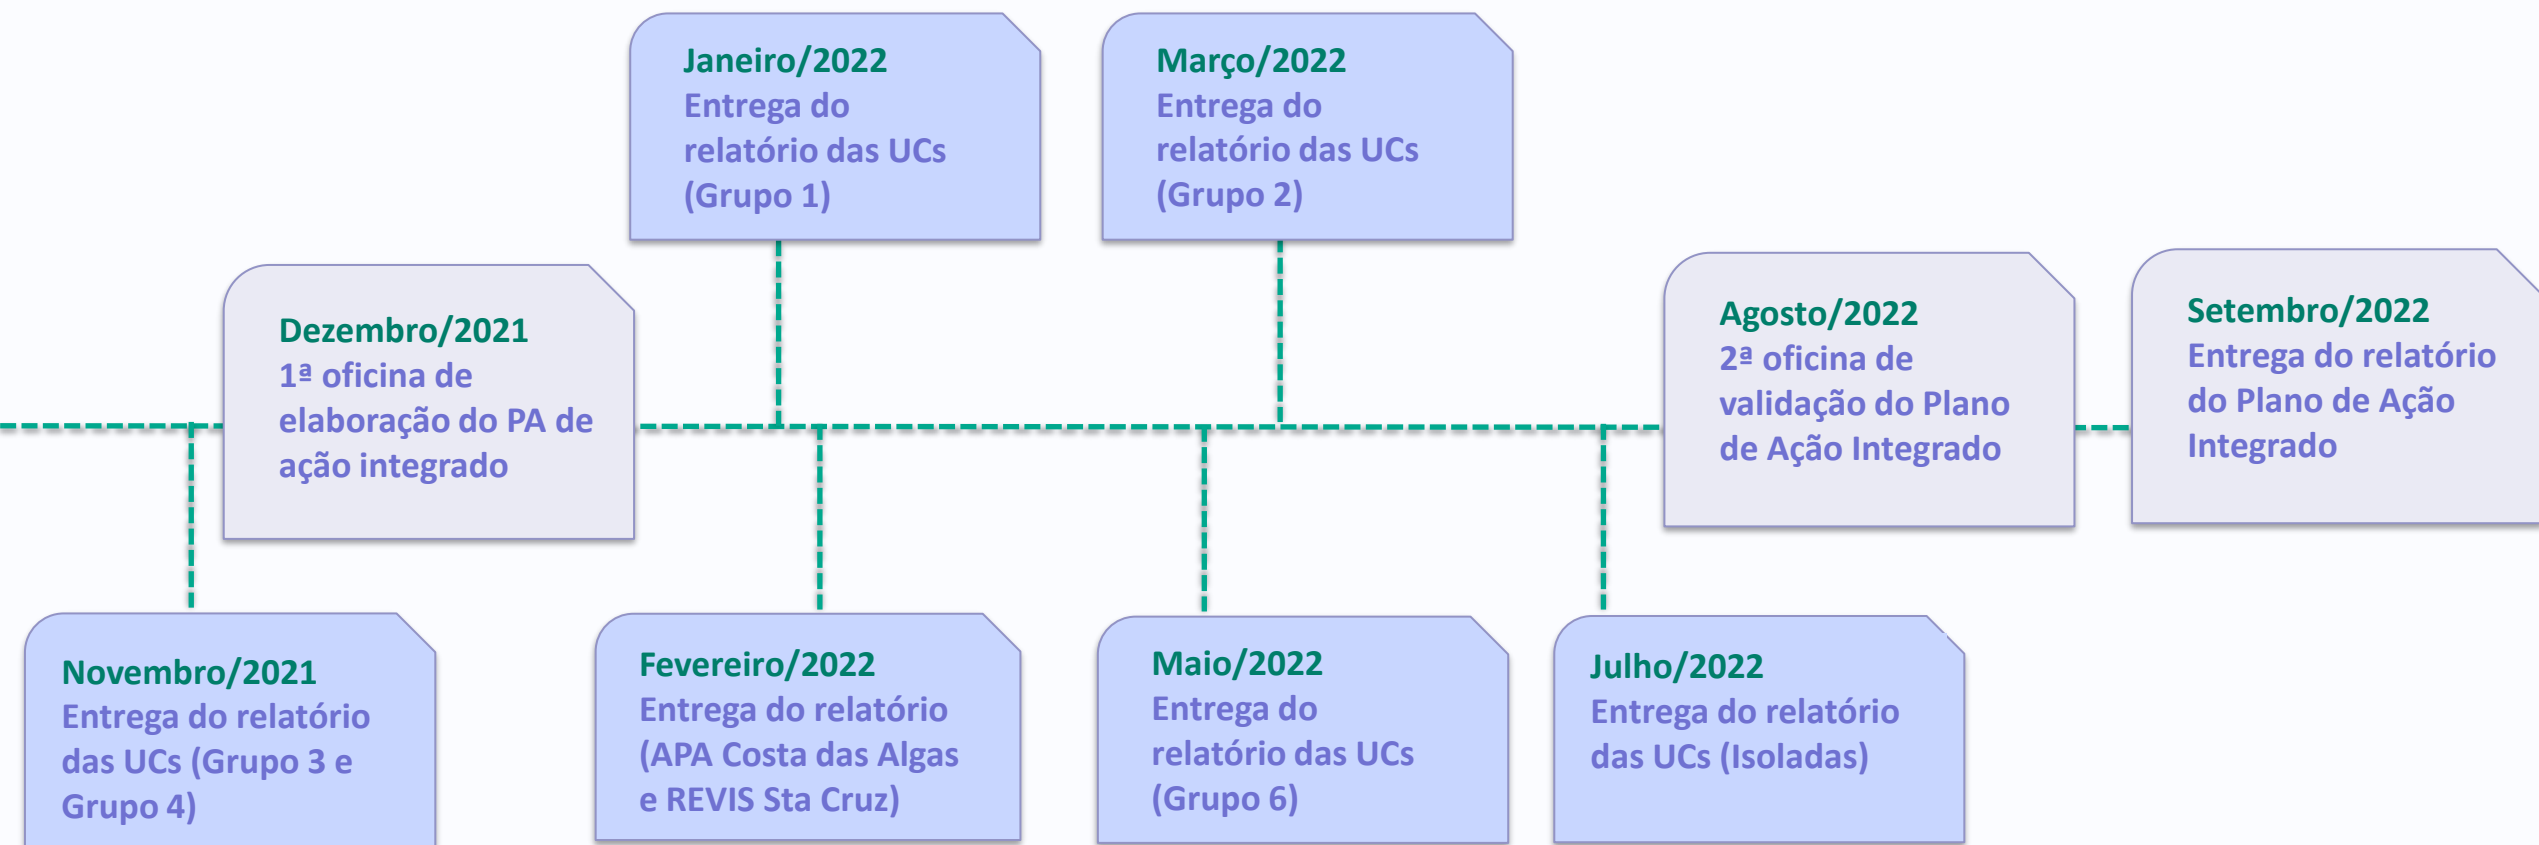 Janeiro/2022
Entrega do
relatório das UCs
(Grupo 1)
Março/2022
Entrega do
relatório das UCs
(Grupo 2)
Dezembro/2021
1ª oficina de
elaboração do PA de
ação integrado
Agosto/2022
2ª oficina de
validação do Plano
de Ação Integrado
Setembro/2022
Entrega do relatório
do Plano de Ação
Integrado
Novembro/2021
Entrega do relatório
das UCs (Grupo 3 e
Grupo 4)
Fevereiro/2022
Entrega do relatório
(APA Costa das Algas
e REVIS Sta Cruz)
Maio/2022
Entrega do
relatório das UCs
(Grupo 6)
Julho/2022
Entrega do relatório
das UCs (Isoladas)